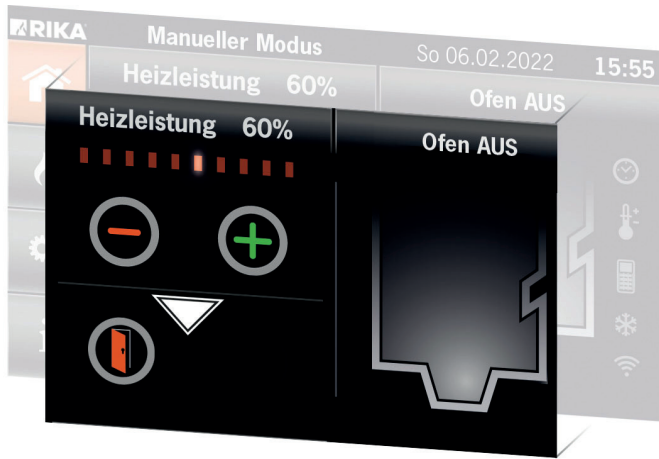 RIKA
Manueller Modus
So 06.02.2022
15:55
Heizleistung 60%
Ofen AUS
Heizleistung 60%
Ofen AUS